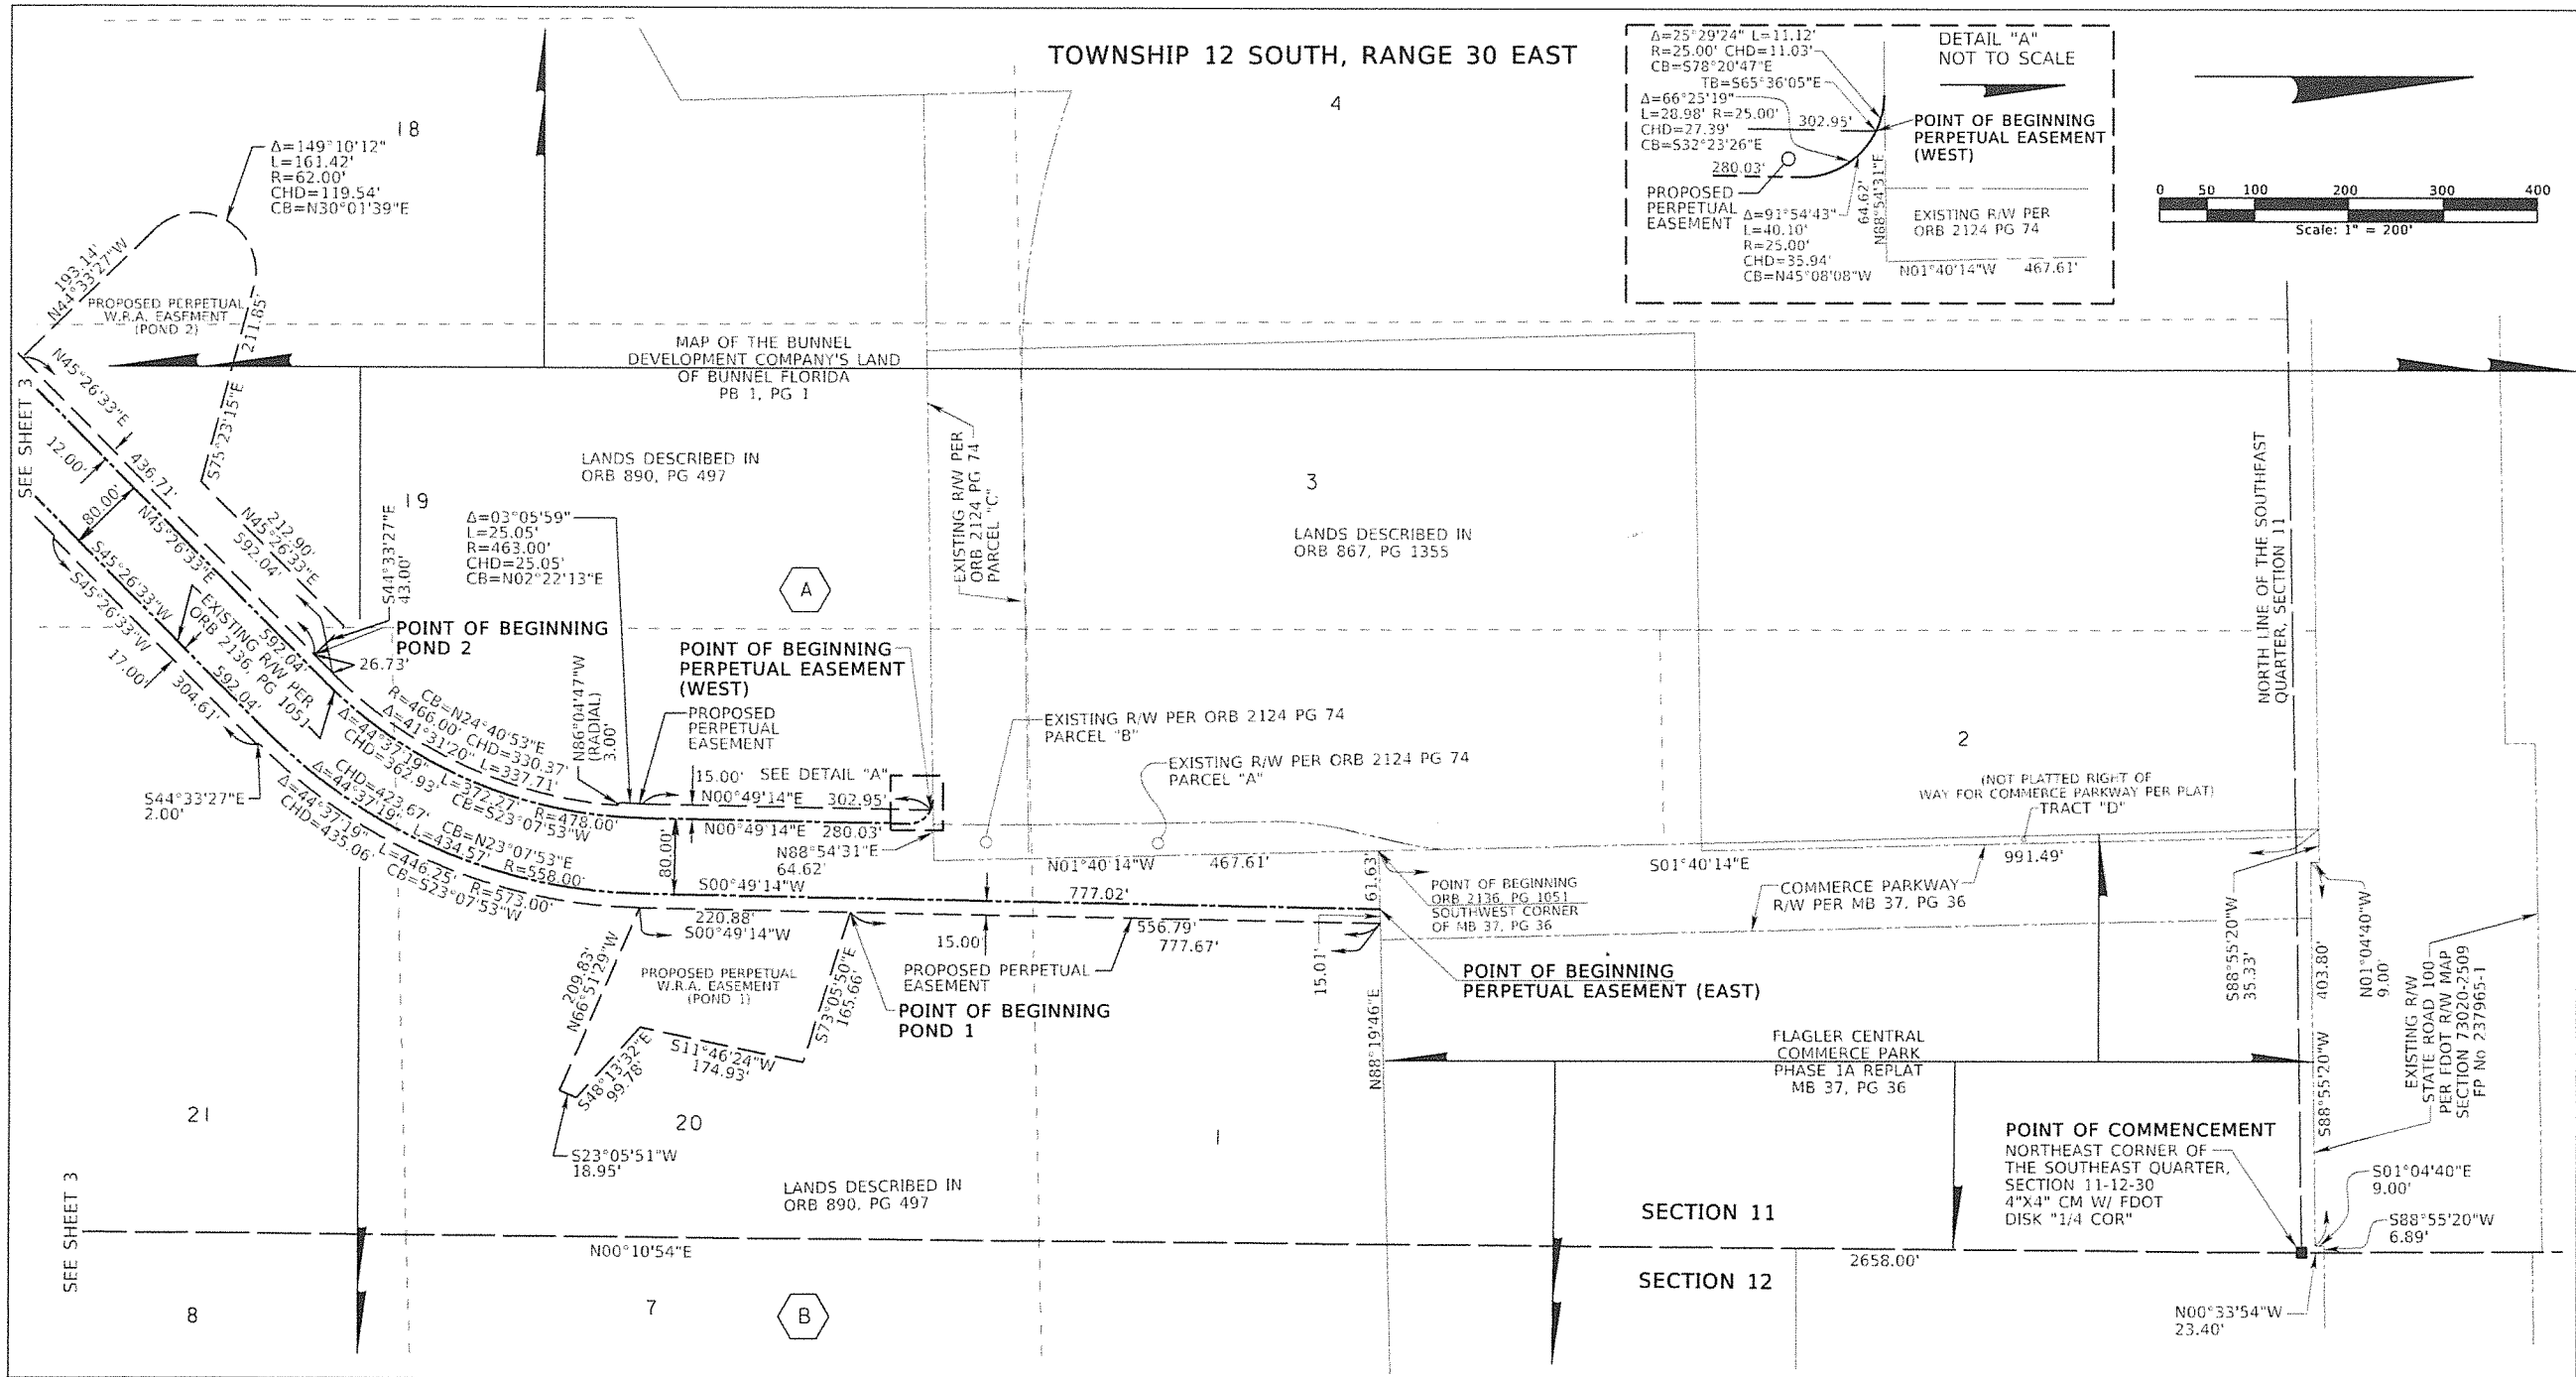 TOWNSHIP 12 SOUTH, RANGE 30 EAST
4
Δ=25°29'24" L=11.12'
R=25.00' CHD=11.03'
CB=S78°20'47"E
TB=S65°36'05"E
Δ=66°25'19"
L=28.98' R=25.00'
CHD=27.39'
CB=S32°23'26"E
302.95'
280.03'
PROPOSED
PERPETUAL
EASEMENT
Δ=91°54'43"
L=40.10'
R=25.00'
CHD=35.94'
CB=N45°08'08"W
64.62'
N88°54'31"E
DETAIL "A"
NOT TO SCALE
POINT OF BEGINNING
PERPETUAL EASEMENT
(WEST)
EXISTING R/W PER
ORB 2124 PG 74
N01°40'14"W 467.61'
0 50 100 200 300 400
Scale: 1" = 200'
18
Δ=149°10'12"
L=161.42'
R=62.00'
CHD=119.54'
CB=N30°01'39"E
193.14'
N44°33'27"W
PROPOSED PERPETUAL
W.R.A. EASEMENT
(POND 2)
211.85'
S75°23'15"E
MAP OF THE BUNNEL
DEVELOPMENT COMPANY'S LAND
OF BUNNEL FLORIDA
PB 1, PG 1
SEE SHEET 3
N45°26'33"E
436.71'
12.00'
80.00'
N45°26'33"E
592.04'
19
212.90'
N45°26'33"E
592.04'
S44°33'27"E
43.00'
LANDS DESCRIBED IN
ORB 890, PG 497
Δ=03°05'59"
L=25.05'
R=463.00'
CHD=25.05'
CB=N02°22'13"E
A
EXISTING R/W PER
ORB 2124 PG 74
PARCEL "C"
3
LANDS DESCRIBED IN
ORB 867, PG 1355
NORTH LINE OF THE SOUTHEAST
QUARTER, SECTION 11
POINT OF BEGINNING
POND 2
26.73'
S45°26'33"W
592.04'
S45°26'33"W
17.00'
304.61'
EXISTING R/W PER
ORB 2136, PG 1051
S44°33'27"E
2.00'
CB=N24°40'53"E
R=466.00' CHD=330.37'
Δ=41°31'20" L=337.71'
Δ=44°37'19" L=372.27' R=478.00'
CHD=362.93' CB=S23°07'53"W
CHD=423.67' CB=N23°07'53"E
Δ=44°37'19" L=434.57' R=558.00'
Δ=44°37'19" L=446.25' R=573.00'
CHD=435.06' CB=S23°07'53"W
N86°04'47"W
(RADIAL)
3.00'
POINT OF BEGINNING
PERPETUAL EASEMENT
(WEST)
PROPOSED
PERPETUAL
EASEMENT
15.00' SEE DETAIL "A"
N00°49'14"E 302.95'
N00°49'14"E 280.03'
80.00'
N88°54'31"E
64.62'
EXISTING R/W PER ORB 2124 PG 74
PARCEL "B"
EXISTING R/W PER ORB 2124 PG 74
PARCEL "A"
N01°40'14"W 467.61'
2
(NOT PLATTED RIGHT OF
WAY FOR COMMERCE PARKWAY PER PLAT)
TRACT "D"
S01°40'14"E 991.49'
COMMERCE PARKWAY
R/W PER MB 37, PG 36
POINT OF BEGINNING
ORB 2136, PG 1051
SOUTHWEST CORNER
OF MB 37, PG 36
61.63'
S00°49'14"W 777.02'
220.88'
S00°49'14"W
15.00'
556.79'
777.67'
15.01'
N88°19'46"E
209.83'
N66°51'29"W
PROPOSED PERPETUAL
W.R.A. EASEMENT
(POND 1)
S73°05'50"E
165.66'
PROPOSED PERPETUAL
EASEMENT
POINT OF BEGINNING
POND 1
POINT OF BEGINNING
PERPETUAL EASEMENT (EAST)
S48°13'32"E
99.78'
S11°46'24"W
174.93'
S23°05'51"W
18.95'
21
20
1
FLAGLER CENTRAL
COMMERCE PARK
PHASE 1A REPLAT
MB 37, PG 36
S88°55'20"W
35.33'
403.80'
S88°55'20"W
N01°04'40"W
9.00'
EXISTING R/W
STATE ROAD 100
PER FDOT R/W MAP
SECTION 73020-2509
FP No 237965-1
POINT OF COMMENCEMENT
NORTHEAST CORNER OF
THE SOUTHEAST QUARTER,
SECTION 11-12-30
4"X4" CM W/ FDOT
DISK "1/4 COR"
S01°04'40"E
9.00'
S88°55'20"W
6.89'
LANDS DESCRIBED IN
ORB 890, PG 497
SECTION 11
SEE SHEET 3
N00°10'54"E
2658.00'
SECTION 12
N00°33'54"W
23.40'
8
7
B